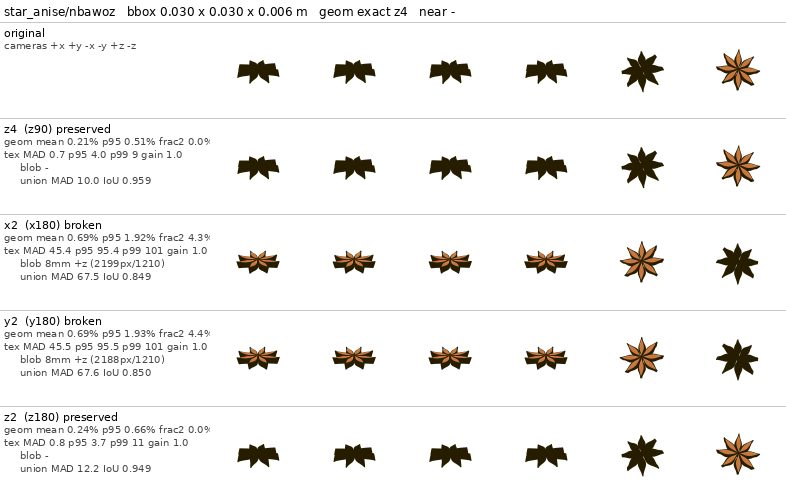 star_anise/nbawoz   bbox 0.030 x 0.030 x 0.006 m   geom exact z4   near -
original
cameras +x +y -x -y +z -z
z4  (z90) preserved
geom mean 0.21% p95 0.51% frac2 0.0%
tex MAD 0.7 p95 4.0 p99 9 gain 1.0
blob -
union MAD 10.0 IoU 0.959
x2  (x180) broken
geom mean 0.69% p95 1.92% frac2 4.3%
tex MAD 45.4 p95 95.4 p99 101 gain 1.0
blob 8mm +z (2199px/1210)
union MAD 67.5 IoU 0.849
y2  (y180) broken
geom mean 0.69% p95 1.93% frac2 4.4%
tex MAD 45.5 p95 95.5 p99 101 gain 1.0
blob 8mm +z (2188px/1210)
union MAD 67.6 IoU 0.850
z2  (z180) preserved
geom mean 0.24% p95 0.66% frac2 0.0%
tex MAD 0.8 p95 3.7 p99 11 gain 1.0
blob -
union MAD 12.2 IoU 0.949